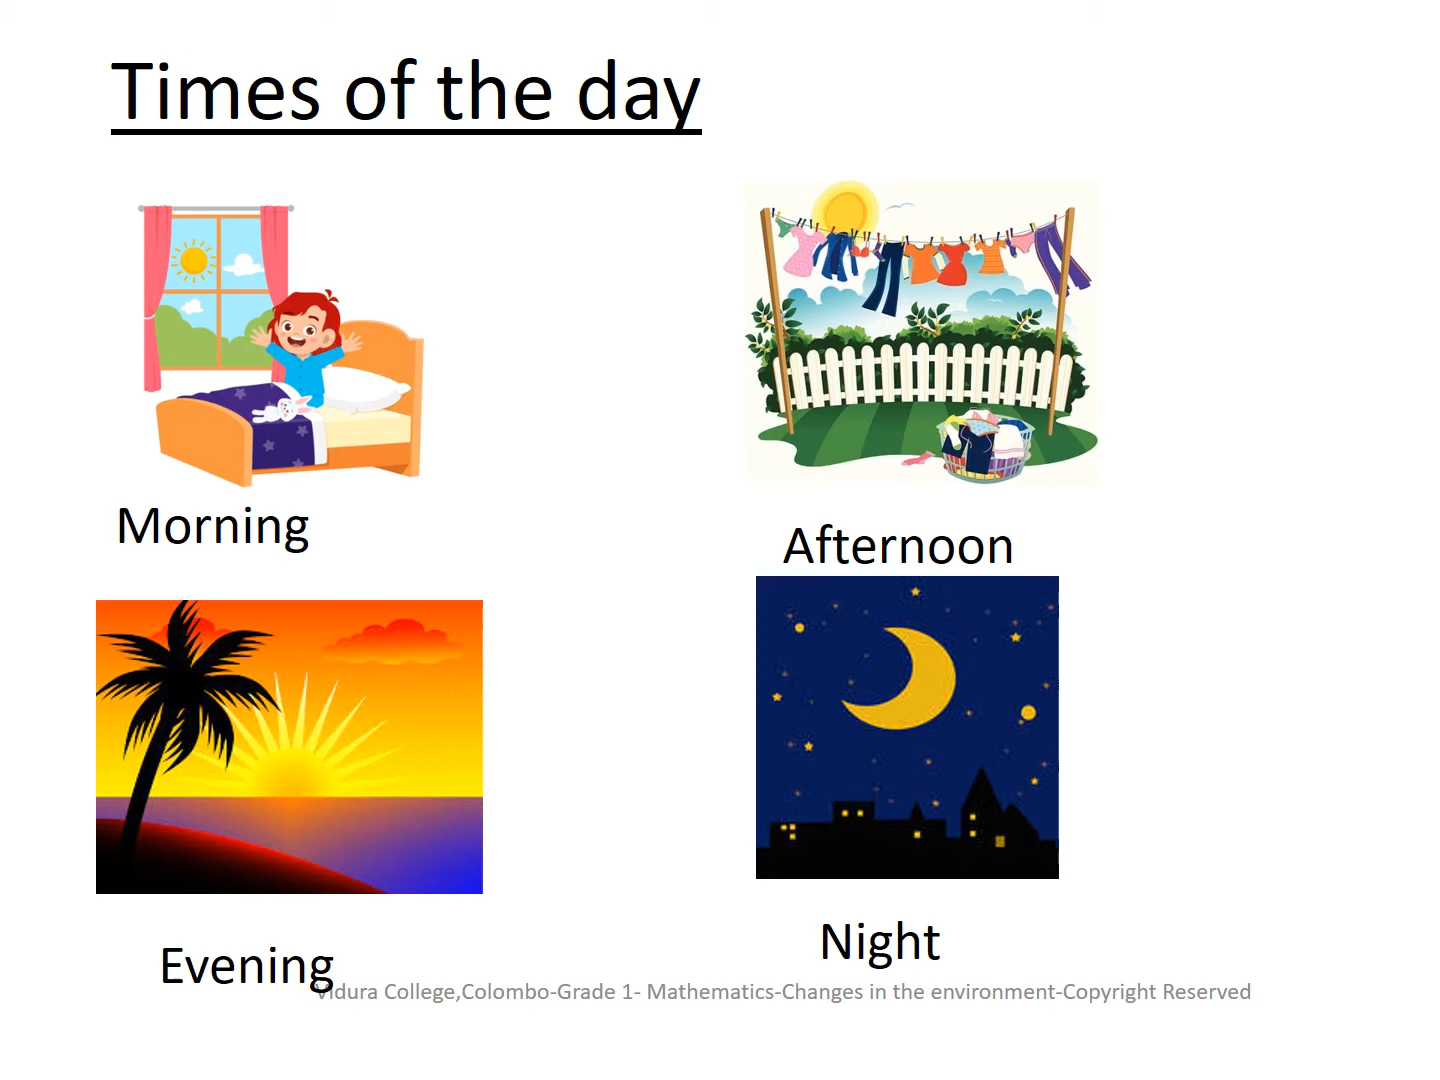 Times of the day
Morning
Afternoon
Evening
Night
Vidura College,Colombo-Grade 1- Mathematics-Changes in the environment-Copyright Reserved